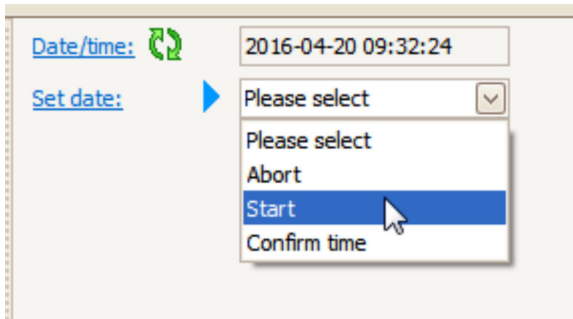 Date/time: 2016-04-20 09:32:24
Set date: Please select
Please select
Abort
Start
Confirm time